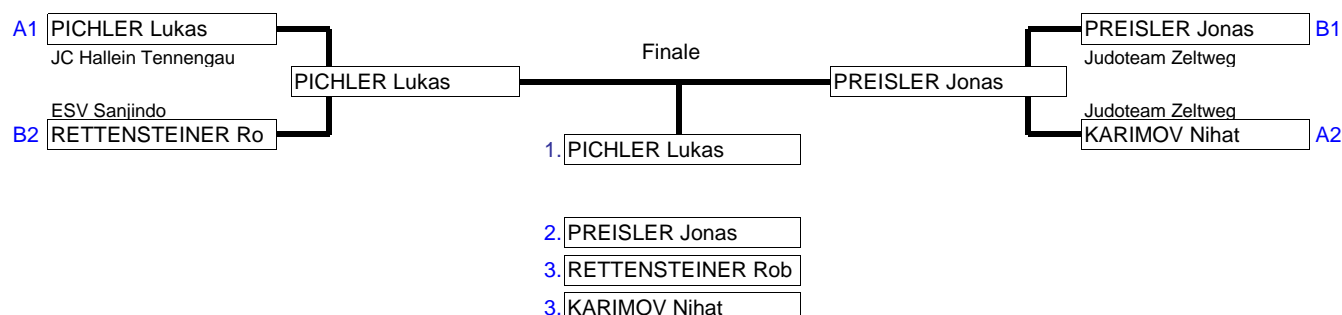 A1 PICHLER Lukas PREISLER Jonas B1
JC Hallein Tennengau Finale Judoteam Zeltweg
PICHLER Lukas PREISLER Jonas
ESV Sanjindo Judoteam Zeltweg
B2 RETTENSTEINER Ro KARIMOV Nihat A2
1. PICHLER Lukas
2. PREISLER Jonas
3. RETTENSTEINER Rob
3. KARIMOV Nihat